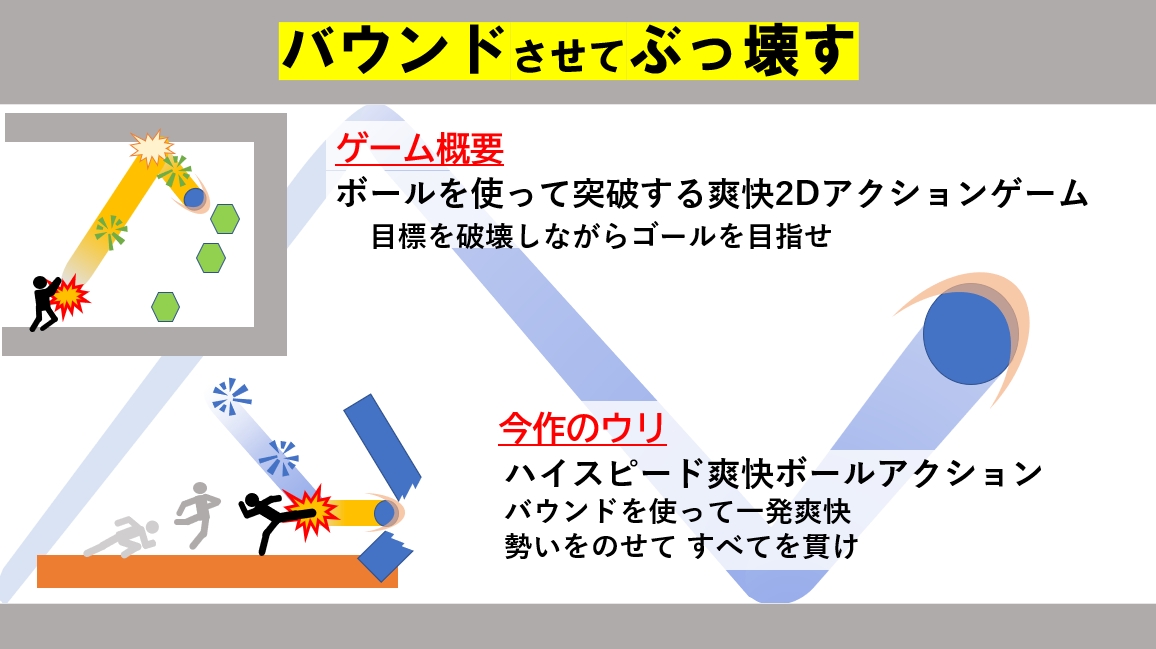 バウンドさせてぶっ壊す
ゲーム概要
ボールを使って突破する爽快2Dアクションゲーム
目標を破壊しながらゴールを目指せ
今作のウリ
ハイスピード爽快ボールアクション
バウンドを使って一発爽快
勢いをのせて すべてを貫け